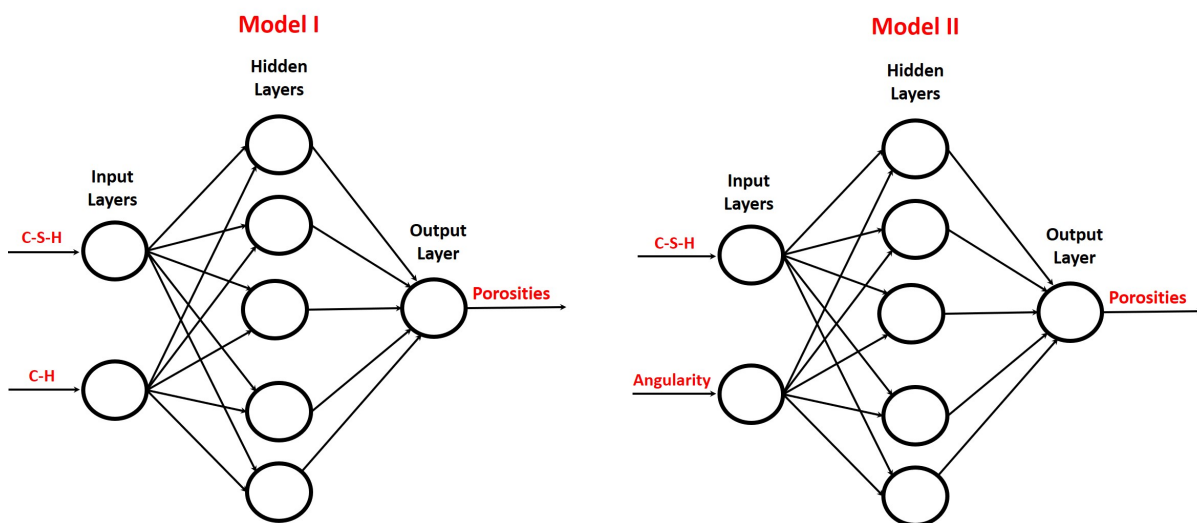 Model I
Hidden
Layers
Input
Layers
C-S-H
Output
Layer
Porosities
C-H
Model II
Hidden
Layers
Input
Layers
C-S-H
Output
Layer
Porosities
Angularity